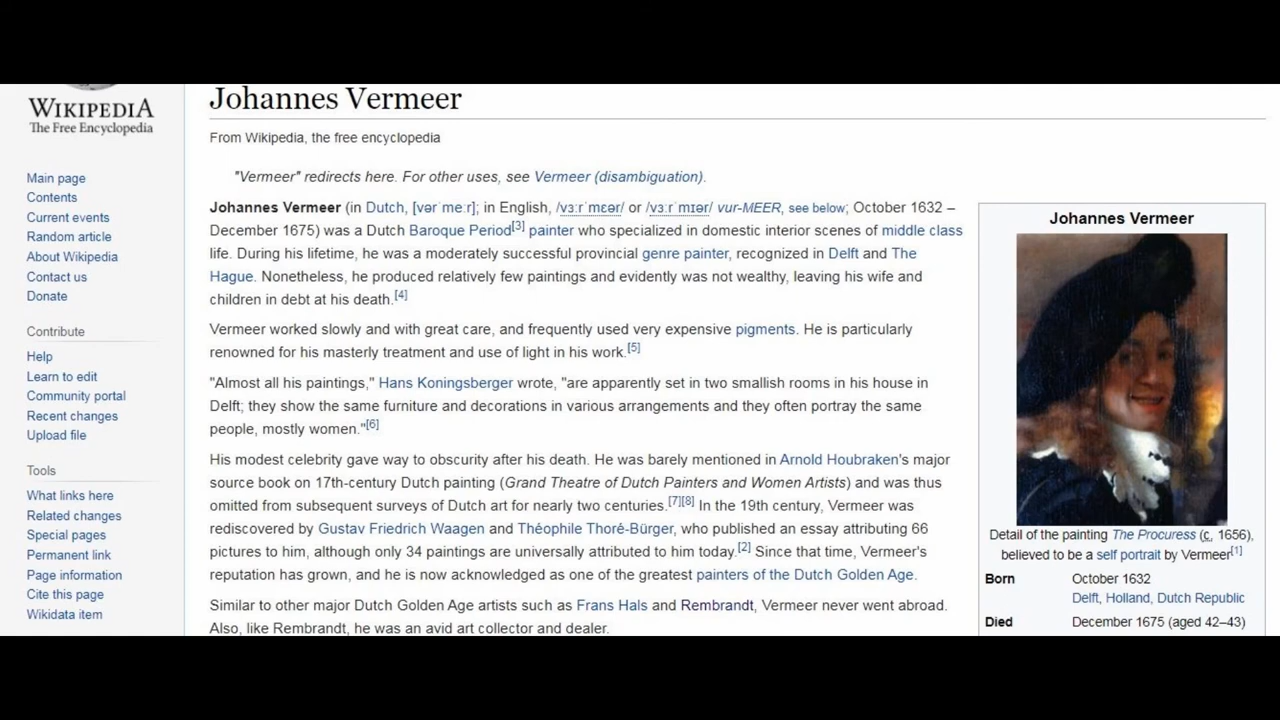 WIKIPEDIA
The Free Encyclopedia
Main page
Contents
Current events
Random article
About Wikipedia
Contact us
Donate
Contribute
Help
Learn to edit
Community portal
Recent changes
Upload file
Tools
What links here
Related changes
Special pages
Permanent link
Page information
Cite this page
Wikidata item
Johannes Vermeer
From Wikipedia, the free encyclopedia
"Vermeer" redirects here. For other uses, see Vermeer (disambiguation).
Johannes Vermeer (in Dutch, [vərˈmeːr]; in English, /vɜːrˈmɛər/ or /vɜːrˈmɪər/ vur-MEER, see below; October 1632 –
December 1675) was a Dutch Baroque Period[3] painter who specialized in domestic interior scenes of middle class
life. During his lifetime, he was a moderately successful provincial genre painter, recognized in Delft and The
Hague. Nonetheless, he produced relatively few paintings and evidently was not wealthy, leaving his wife and
children in debt at his death.[4]
Vermeer worked slowly and with great care, and frequently used very expensive pigments. He is particularly
renowned for his masterly treatment and use of light in his work.[5]
"Almost all his paintings," Hans Koningsberger wrote, "are apparently set in two smallish rooms in his house in
Delft; they show the same furniture and decorations in various arrangements and they often portray the same
people, mostly women."[6]
His modest celebrity gave way to obscurity after his death. He was barely mentioned in Arnold Houbraken's major
source book on 17th-century Dutch painting (Grand Theatre of Dutch Painters and Women Artists) and was thus
omitted from subsequent surveys of Dutch art for nearly two centuries.[7][8] In the 19th century, Vermeer was
rediscovered by Gustav Friedrich Waagen and Théophile Thoré-Bürger, who published an essay attributing 66
pictures to him, although only 34 paintings are universally attributed to him today.[2] Since that time, Vermeer's
reputation has grown, and he is now acknowledged as one of the greatest painters of the Dutch Golden Age.
Similar to other major Dutch Golden Age artists such as Frans Hals and Rembrandt, Vermeer never went abroad.
Also, like Rembrandt, he was an avid art collector and dealer.
Johannes Vermeer
Detail of the painting The Procuress (c. 1656),
believed to be a self portrait by Vermeer[1]
Born October 1632
Delft, Holland, Dutch Republic
Died December 1675 (aged 42–43)